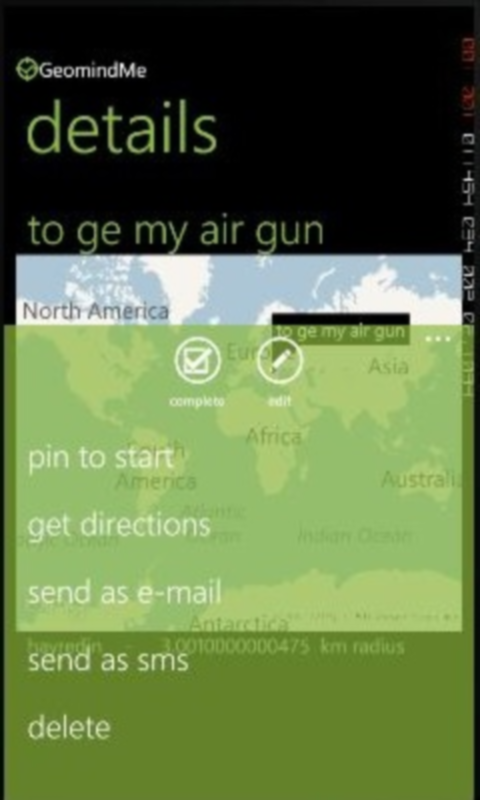 GeomindMe
details
to ge my air gun
North America
to ge my air gun
Asia
complete
edit
Africa
pin to start
South
America
Australia
get directions
Atlantic
Ocean
Indian Ocean
send as e-mail
Antarctica
3.0010000000475 km radius
send as sms
delete